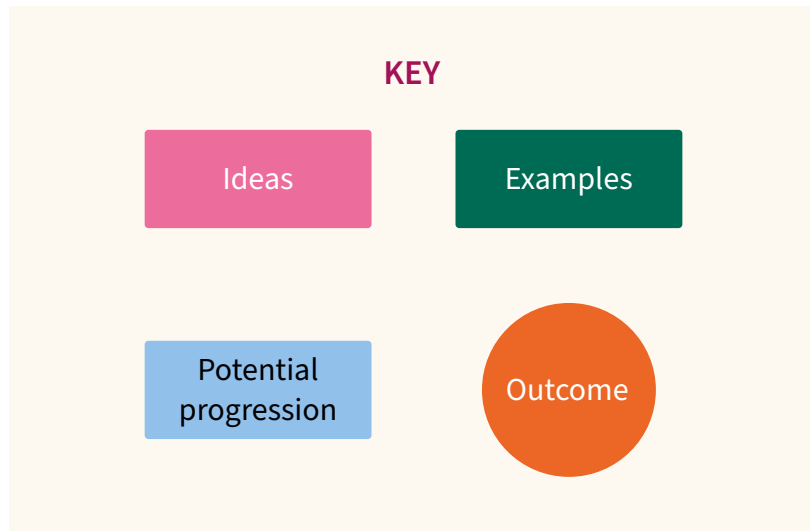 KEY
Ideas
Examples
Potential
progression
Outcome